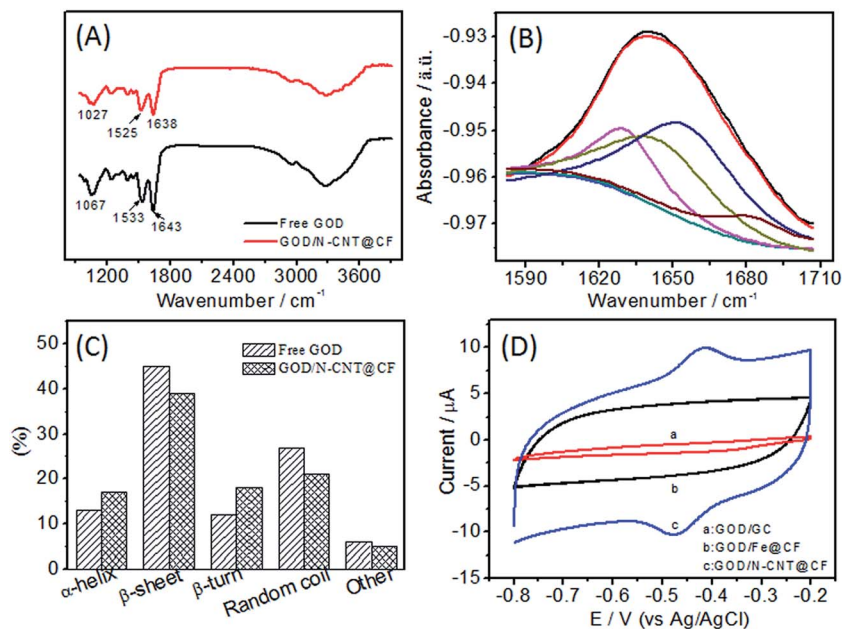 (A)
1027
1525
1638
1067
1533
1643
Free GOD
GOD/N-CNT@CF
1200 1800 2400 3000 3600
Wavenumber / cm⁻¹
(B)
Absorbance / a.u.
-0.93
-0.94
-0.95
-0.96
-0.97
1590 1620 1650 1680 1710
Wavenumber / cm⁻¹
(C)
(%)
50
40
30
20
10
0
Free GOD
GOD/N-CNT@CF
α-helix
β-sheet
β-turn
Random coil
Other
(D)
Current / μA
10
5
0
-5
-10
-15
a
b
c
a:GOD/GC
b:GOD/Fe@CF
c:GOD/N-CNT@CF
-0.8 -0.7 -0.6 -0.5 -0.4 -0.3 -0.2
E / V (vs Ag/AgCl)